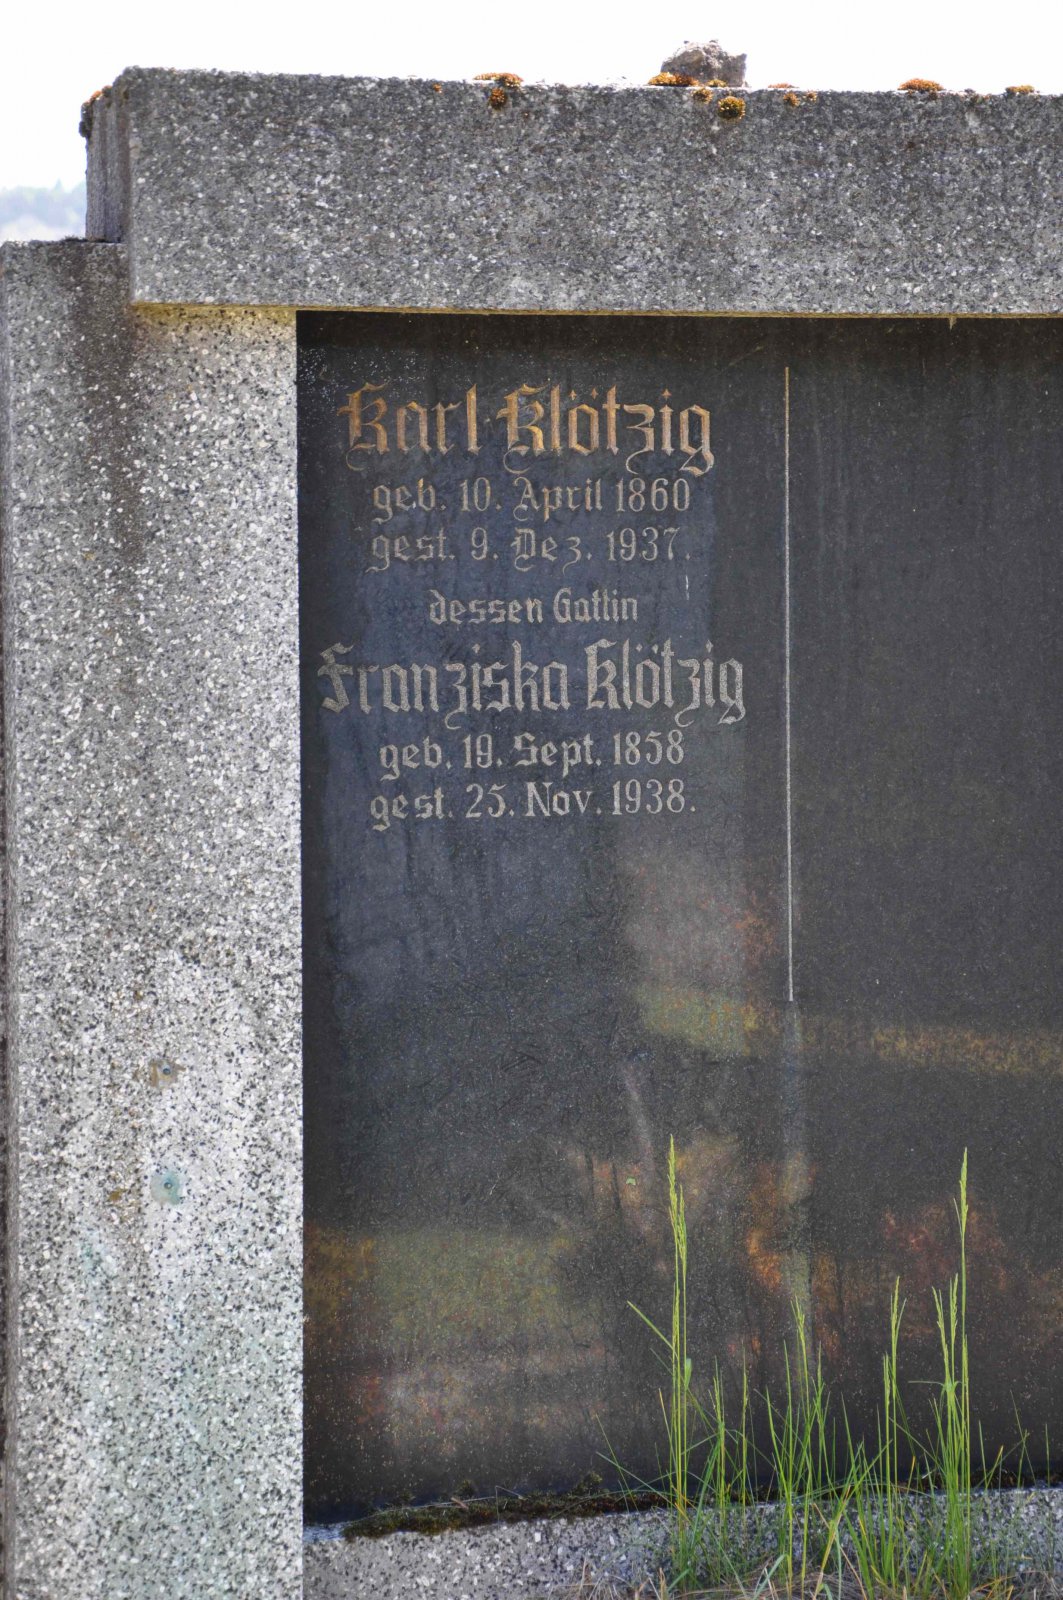 Karl Klötzig
geb. 10. April 1860
gest. 9. Dez. 1937.
dessen Gattin
Franziska Klötzig
geb. 19. Sept. 1858
gest. 25. Nov. 1938.